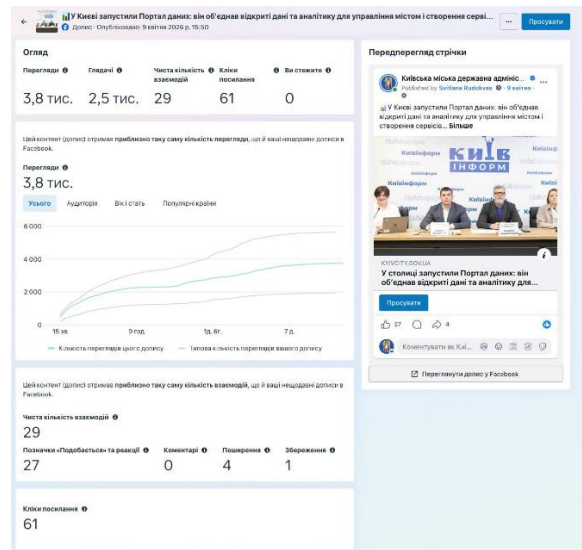 У Києві запустили Портал даних: він об'єднав відкриті дані та аналітику для управління містом і створення серві...
Допис · Опубліковано: 9 квітня 2026 р. 15:50
...
Просувати
Огляд
Перегляди
Глядачі
Чиста кількість взаємодій
Кліки посилання
Ви стежите
3,8 тис.
2,5 тис.
29
61
0
Цей контент (допис) отримав приблизно таку саму кількість перегляди, що й ваші нещодавні дописи в
Facebook.
Перегляди
3,8 тис.
Усього Аудиторія Вік і стать Популярні країни
6 000
4 000
2 000
0
15 хв 9 год 1д, 6г. 7 д.
Кількість переглядів цього допису Типова кількість переглядів вашого допису
Цей контент (допис) отримав приблизно таку саму кількість взаємодій, що й ваші нещодавні дописи в
Facebook.
Чиста кількість взаємодій
29
Позначки «Подобається» та реакції Коментарі Поширення Збереження
27 0 4 1
Кліки посилання
61
Передперегляд стрічки
Київська міська державна адмініс...
Published by Svitlana Rudokvas · 9 квітня ·
У Києві запустили Портал даних: він об'єднав
відкриті дані та аналітику для управління містом і
створення сервісів... Більше
КИЇВ
ІНФОРМ
Київінформ
KYIVCITY.GOV.UA
У столиці запустили Портал даних: він
об'єднав відкриті дані та аналітику для...
Просувати
27 4
Коментувати як Киї...
Переглянути допис у Facebook